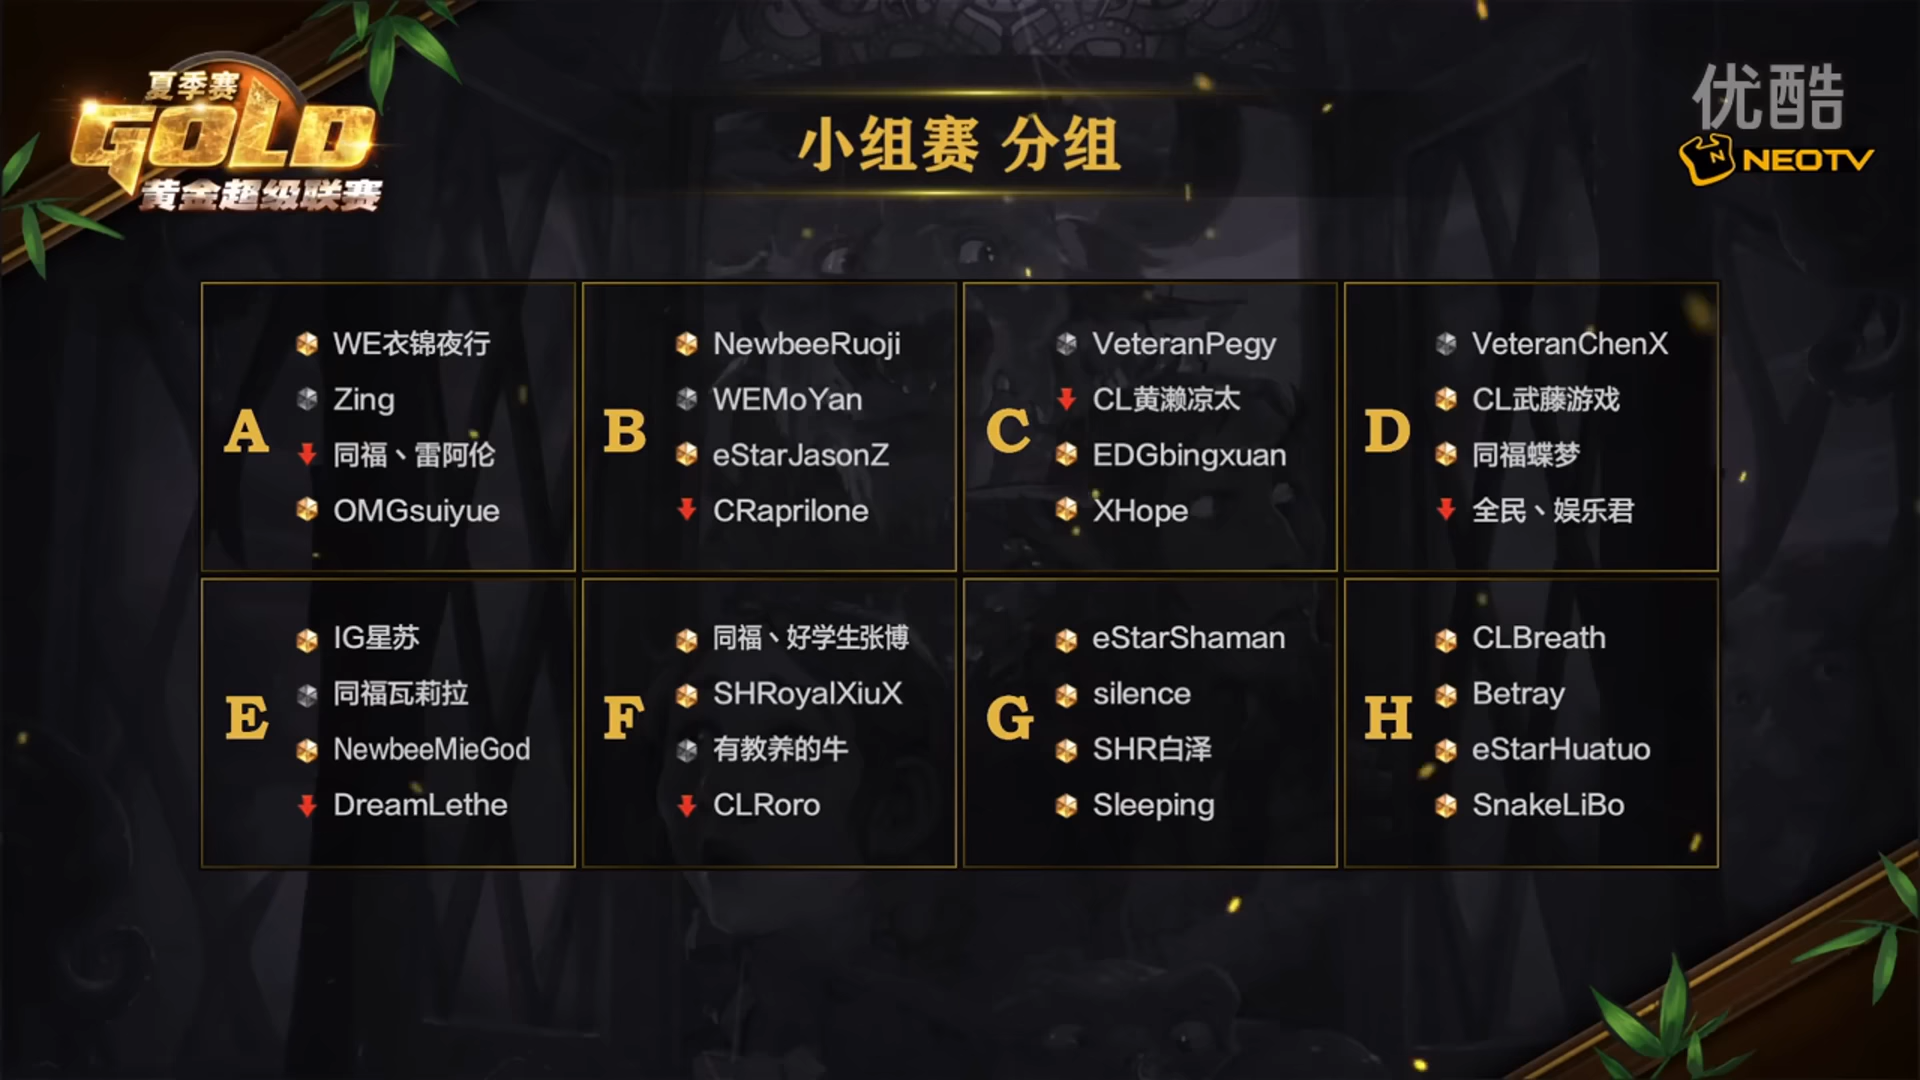 夏季赛
GOLD
黄金超级联赛
小组赛 分组
优酷
NEOTV
A
WE衣锦夜行
Zing
同福丶雷阿伦
OMGsuiyue
B
NewbeeRuoji
WEMoYan
eStarJasonZ
CRaprilone
C
VeteranPegy
CL黄濑凉太
EDGbingxuan
XHope
D
VeteranChenX
CL武藤游戏
同福蝶梦
全民丶娱乐君
E
IG星苏
同福瓦莉拉
NewbeeMieGod
DreamLethe
F
同福丶好学生张博
SHRoyalXiuX
有教养的牛
CLRoro
G
eStarShaman
silence
SHR白泽
Sleeping
H
CLBreath
Betray
eStarHuatuo
SnakeLiBo